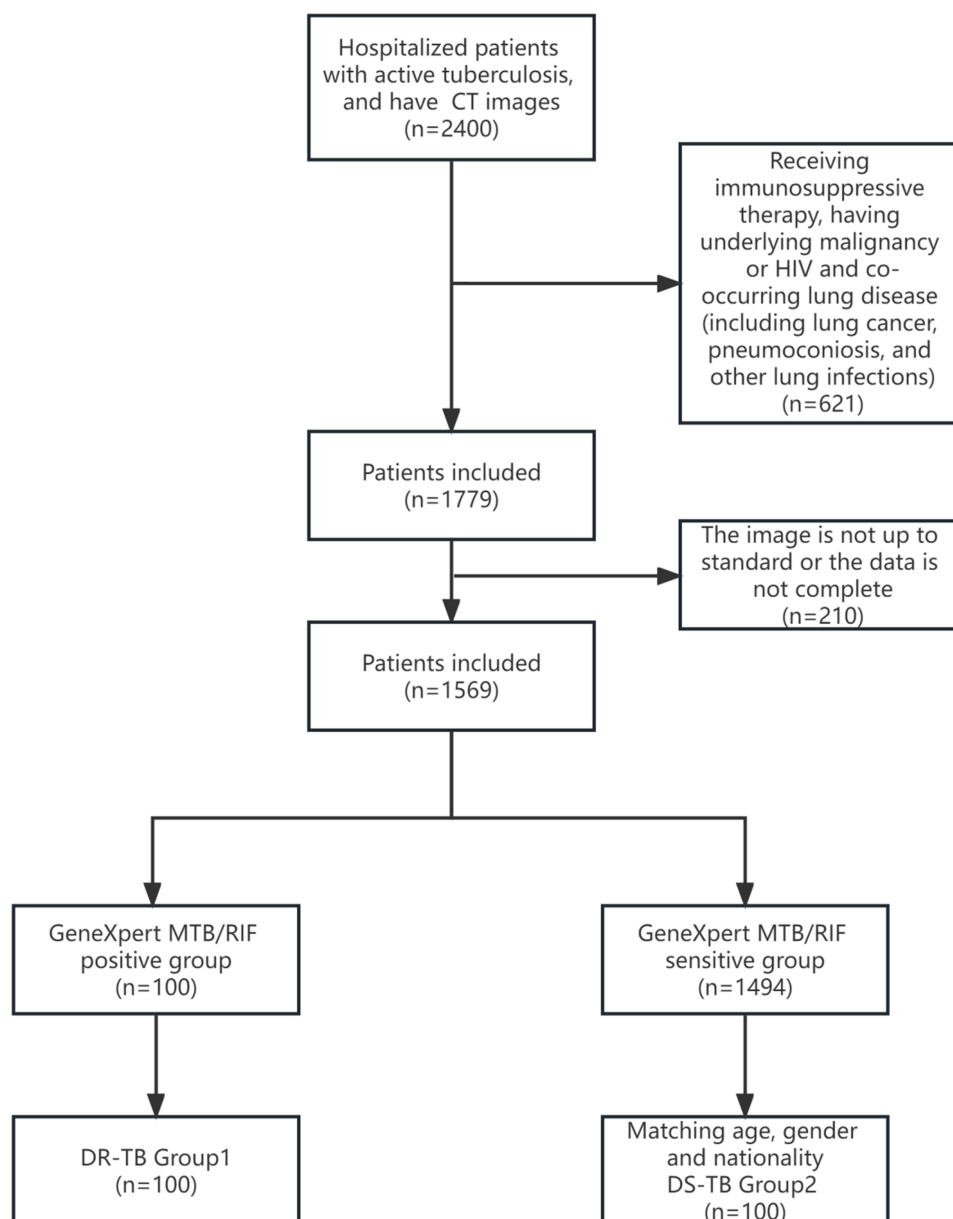 Hospitalized patients
with active tuberculosis,
and have CT images
(n=2400)
Receiving
immunosuppressive
therapy, having
underlying malignancy
or HIV and co-
occurring lung disease
(including lung cancer,
pneumoconiosis, and
other lung infections)
(n=621)
Patients included
(n=1779)
The image is not up to
standard or the data is
not complete
(n=210)
Patients included
(n=1569)
GeneXpert MTB/RIF
positive group
(n=100)
GeneXpert MTB/RIF
sensitive group
(n=1494)
DR-TB Group1
(n=100)
Matching age, gender
and nationality
DS-TB Group2
(n=100)